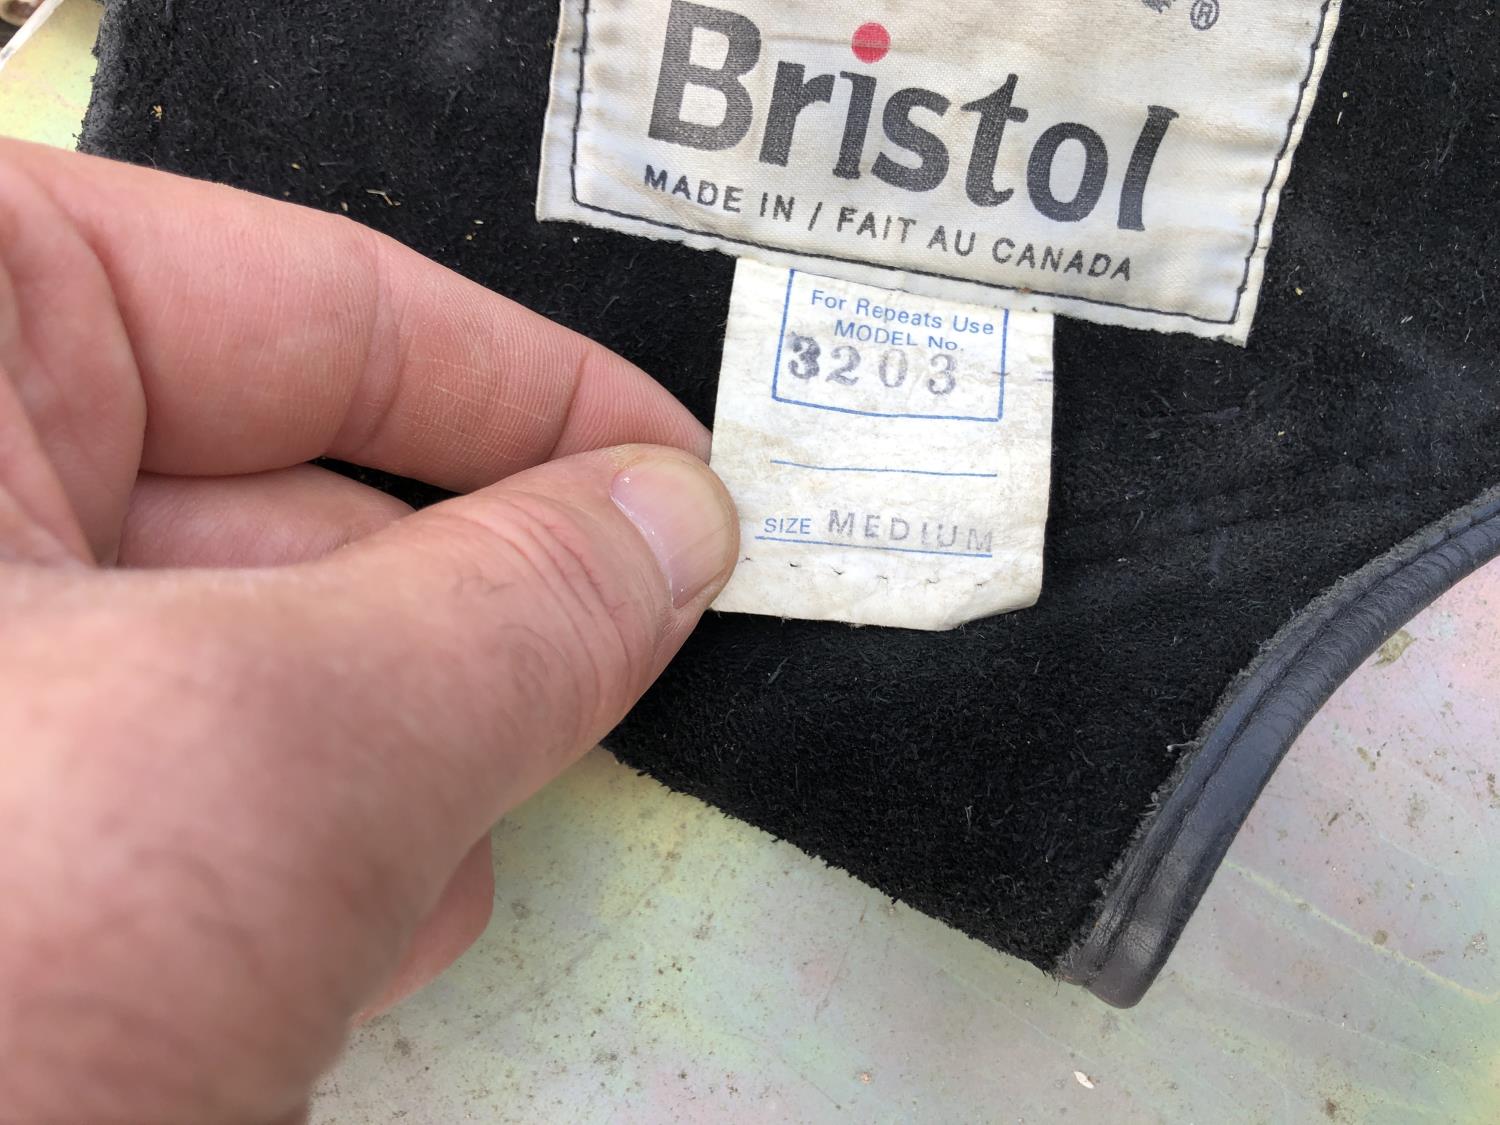 ®
Bristol
MADE IN / FAIT AU CANADA
For Repeats Use
MODEL No.
3203
SIZE MEDIUM